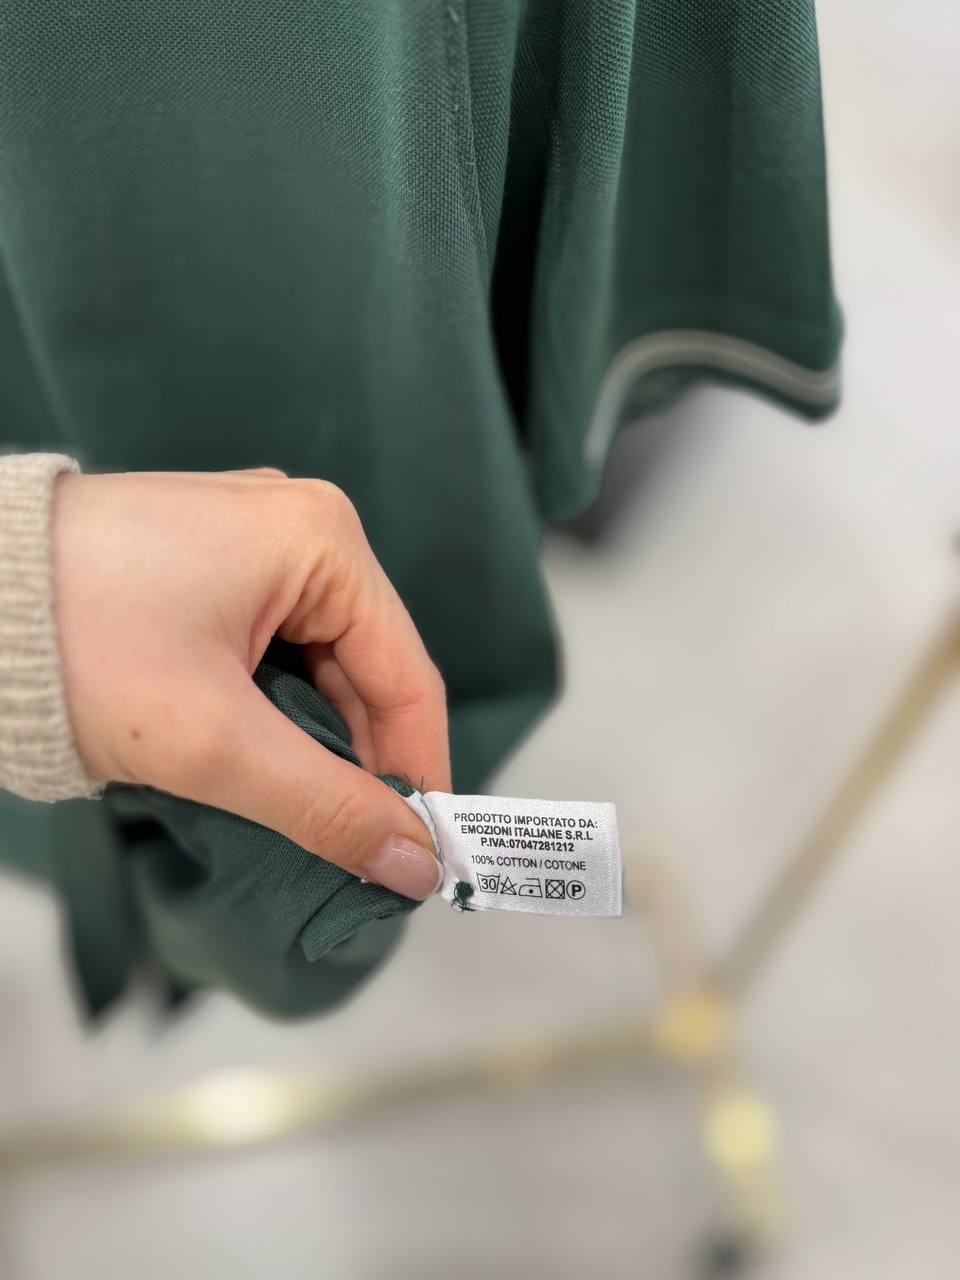 PRODOTTO IMPORTATO DA:
EMOZIONI ITALIANE S.R.L
P.IVA:07047281212
100% COTTON / COTONE
30 P